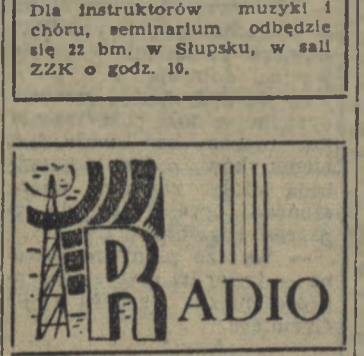 Dla instruktorów muzyki i
chóru, seminarium odbędzie
się 22 bm. w Słupsku, w sali
ZZK o godz. 10.
RADIO